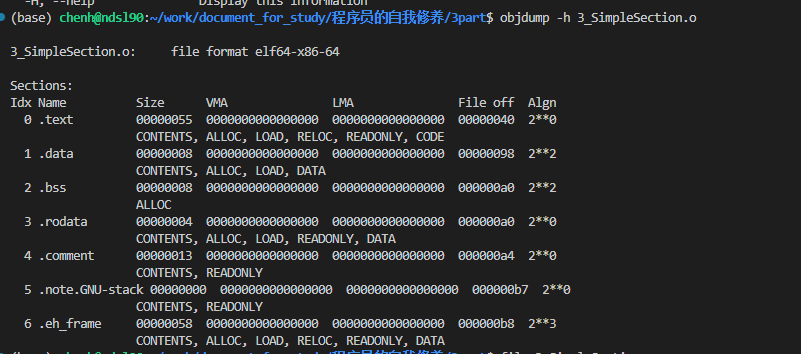 -H, --help Display this information
(base) chenh@ndsl90:~/work/document_for_study/程序员的自我修养/3part$ objdump -h 3_SimpleSection.o
3_SimpleSection.o: file format elf64-x86-64
Sections:
Idx Name Size VMA LMA File off Algn
0 .text 00000055 0000000000000000 0000000000000000 00000040 2**0
CONTENTS, ALLOC, LOAD, RELOC, READONLY, CODE
1 .data 00000008 0000000000000000 0000000000000000 00000098 2**2
CONTENTS, ALLOC, LOAD, DATA
2 .bss 00000008 0000000000000000 0000000000000000 000000a0 2**2
ALLOC
3 .rodata 00000004 0000000000000000 0000000000000000 000000a0 2**0
CONTENTS, ALLOC, LOAD, READONLY, DATA
4 .comment 00000013 0000000000000000 0000000000000000 000000a4 2**0
CONTENTS, READONLY
5 .note.GNU-stack 00000000 0000000000000000 0000000000000000 000000b7 2**0
CONTENTS, READONLY
6 .eh_frame 00000058 0000000000000000 0000000000000000 000000b8 2**3
CONTENTS, ALLOC, LOAD, RELOC, READONLY, DATA